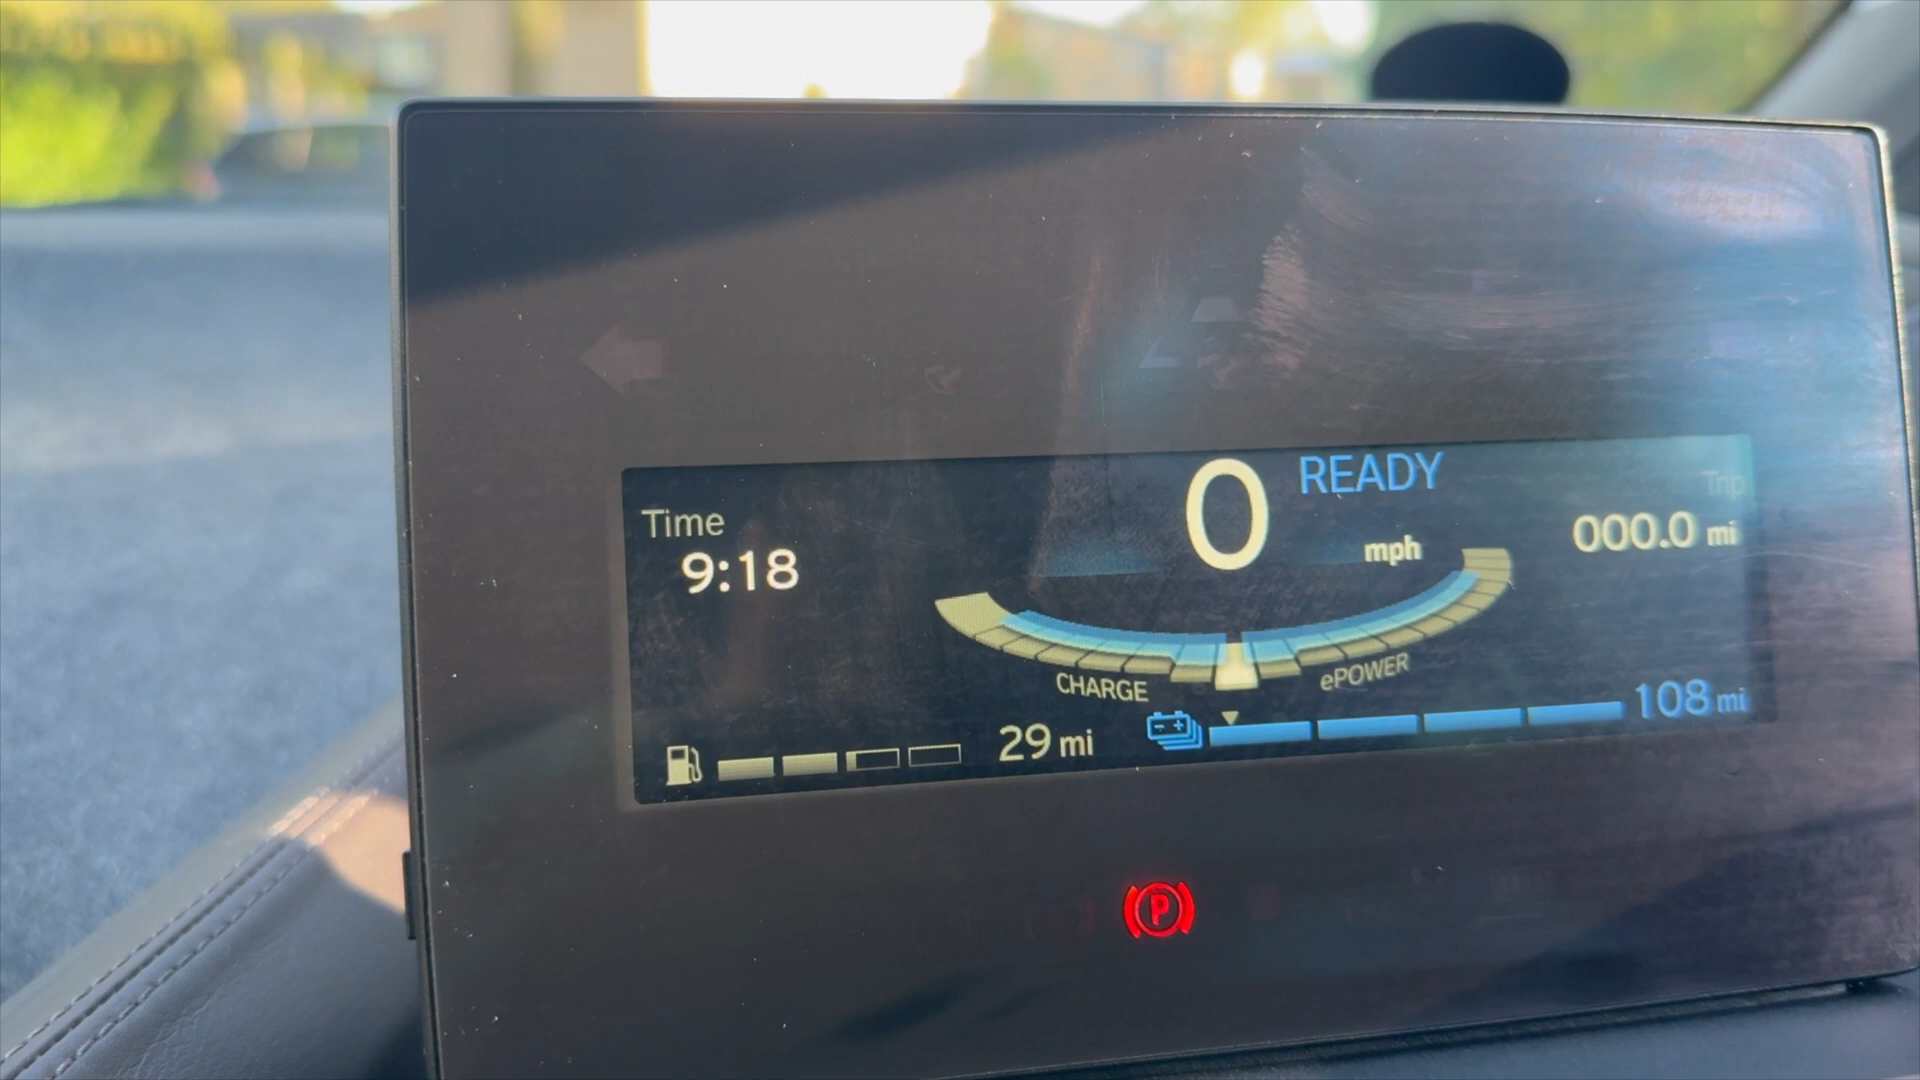 READY
0
mph
Time
9:18
Trip
000.0 mi
CHARGE
ePOWER
29 mi
108 mi
P